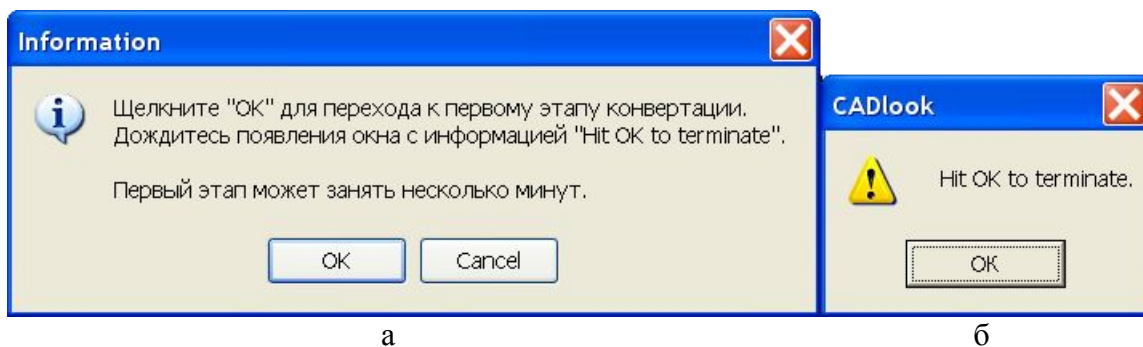 Information
Щелкните "OK" для перехода к первому этапу конвертации.
Дождитесь появления окна с информацией "Hit OK to terminate".
Первый этап может занять несколько минут.
OK
Cancel
CADlook
Hit OK to terminate.
OK
а
б